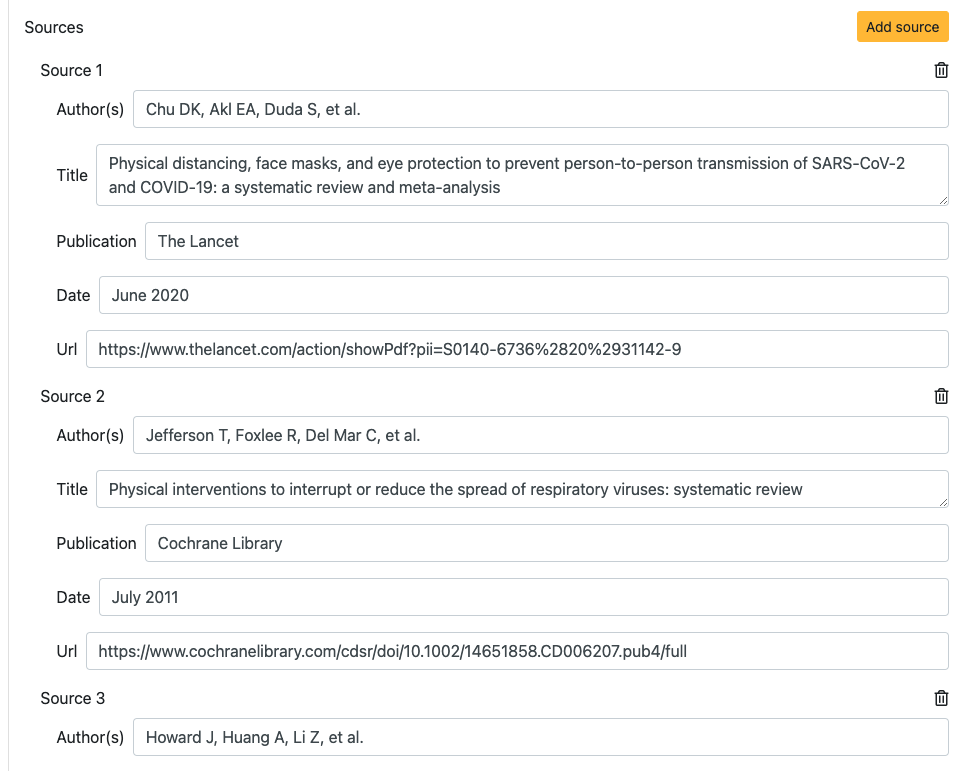 Sources
Add source
Source 1
Author(s)
Chu DK, Akl EA, Duda S, et al.
Title
Physical distancing, face masks, and eye protection to prevent person-to-person transmission of SARS-CoV-2
and COVID-19: a systematic review and meta-analysis
Publication
The Lancet
Date
June 2020
Url
https://www.thelancet.com/action/showPdf?pii=S0140-6736%2820%2931142-9
Source 2
Author(s)
Jefferson T, Foxlee R, Del Mar C, et al.
Title
Physical interventions to interrupt or reduce the spread of respiratory viruses: systematic review
Publication
Cochrane Library
Date
July 2011
Url
https://www.cochranelibrary.com/cdsr/doi/10.1002/14651858.CD006207.pub4/full
Source 3
Author(s)
Howard J, Huang A, Li Z, et al.